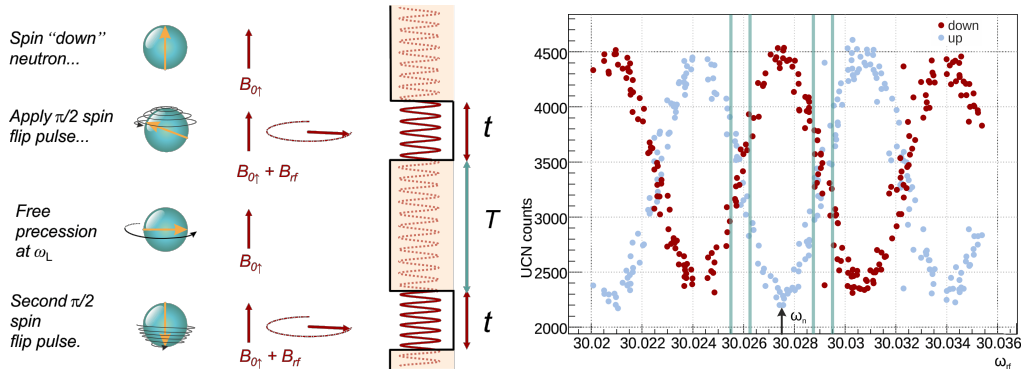 Spin “down”
neutron...
B0↑
Apply π/2 spin
flip pulse...
B0↑ + Brf
t
Free
precession
at ωL
B0↑
T
Second π/2
spin
flip pulse.
B0↑ + Brf
t
down
up
UCN counts
4500
4000
3500
3000
2500
2000
ωn
30.02 30.022 30.024 30.026 30.028 30.03 30.032 30.034 30.036
ωrf